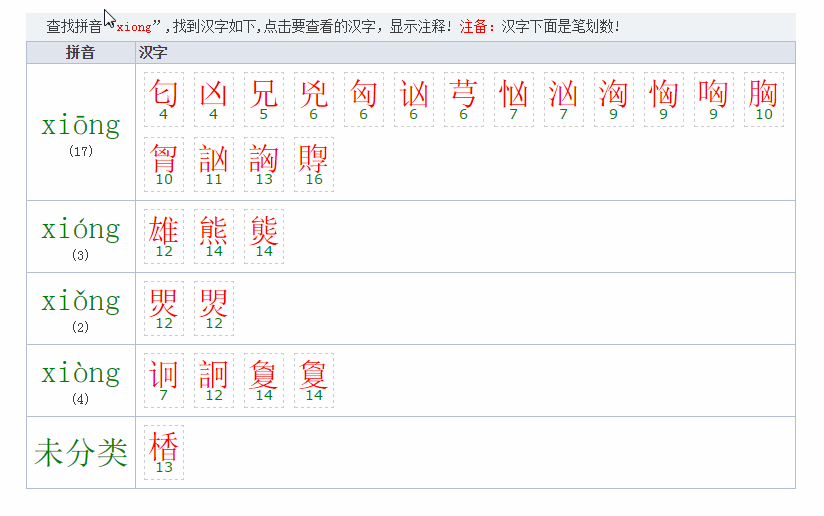 查找拼音“xiong”,找到汉字如下,点击要查看的汉字，显示注释！注备：汉字下面是笔划数！
拼音 汉字
xiōng (17)
匂 凶 兄 兇 匈 讻 芎 恼 汹 洶 恟 哅 胸
4 4 5 6 6 6 6 7 7 9 9 9 10
胷 訩 詾 賯
10 11 13 16
xióng (3)
雄 熊 熋
12 14 14
xiǒng (2)
焸 焽
12 12
xiòng (4)
诇 詗 敻 夐
7 12 14 14
未分类
13